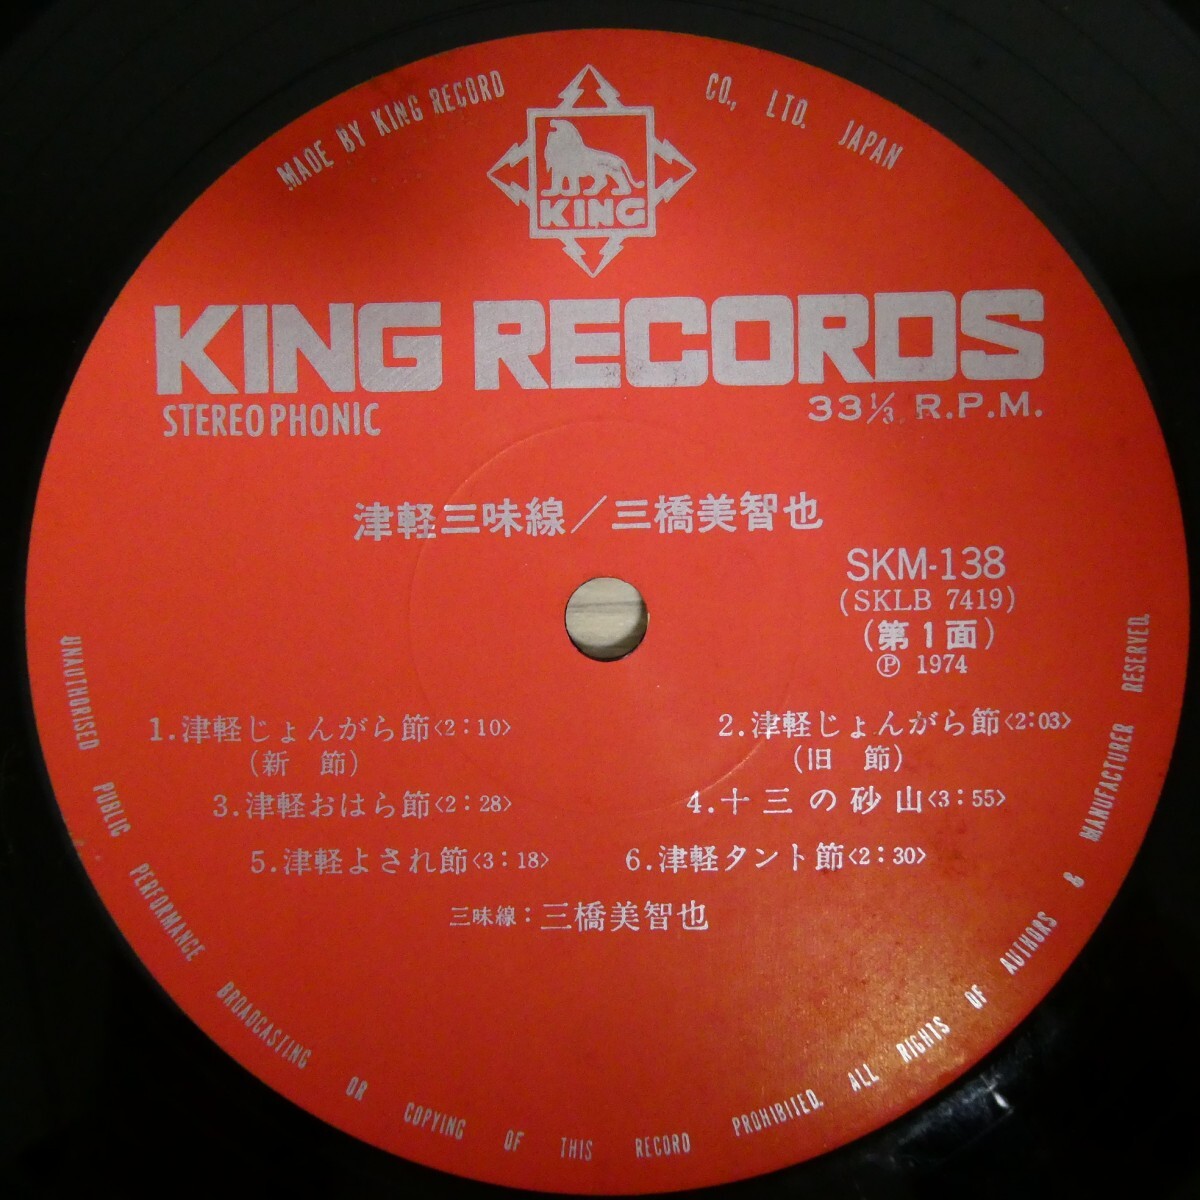 MADE BY KING RECORD CO., LTD. JAPAN
KING
KING RECORDS
STEREOPHONIC
33⅓ R.P.M.
津軽三味線／三橋美智也
SKM-138
(SKLB 7419)
(第1面)
Ⓟ 1974
1.津軽じょんがら節<2:10>
(新 節)
2.津軽じょんがら節<2:03>
(旧 節)
3.津軽おはら節<2:28>
4.十三の砂山<3:55>
5.津軽よされ節<3:18>
6.津軽タント節<2:30>
三味線：三橋美智也
UNAUTHORISED PUBLIC PERFORMANCE BROADCASTING OR COPYING OF THIS RECORD PROHIBITED. ALL RIGHTS OF AUTHORS & MANUFACTURER RESERVED.